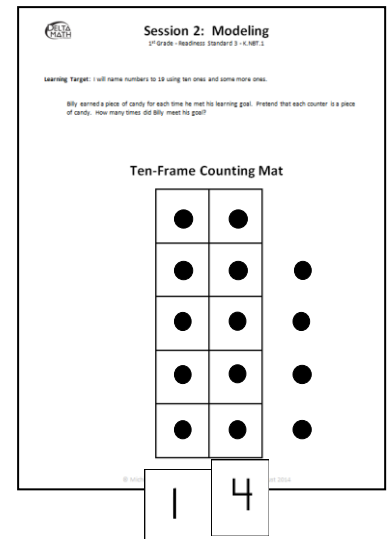 DELTA
MATH
Session 2: Modeling
1st Grade - Readiness Standard 3 - K.NBT.1
Learning Target: I will name numbers to 19 using ten ones and some more ones.
Billy earned a piece of candy for each time he met his learning goal. Pretend that each counter is a piece
of candy. How many times did Billy meet his goal?
Ten-Frame Counting Mat
2014
1 4